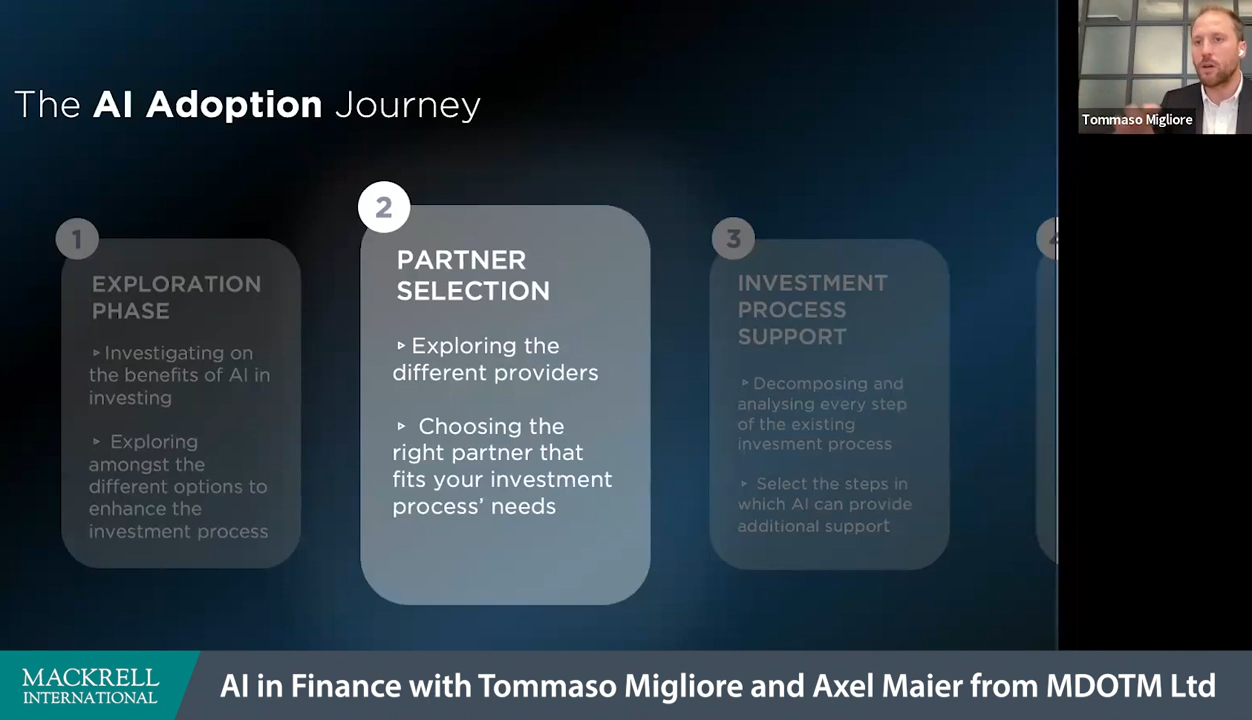 The AI Adoption Journey
1
EXPLORATION
PHASE
▹Investigating on
the benefits of AI in
investing
▹ Exploring
amongst the
different options to
enhance the
investment process
2
PARTNER
SELECTION
▹Exploring the
different providers
▹ Choosing the
right partner that
fits your investment
process’ needs
3
INVESTMENT
PROCESS
SUPPORT
▹Decomposing and
analysing every step
of the existing
invesment process
▹ Select the steps in
which AI can provide
additional support
4
Tommaso Migliore
MACKRELL
INTERNATIONAL
AI in Finance with Tommaso Migliore and Axel Maier from MDOTM Ltd